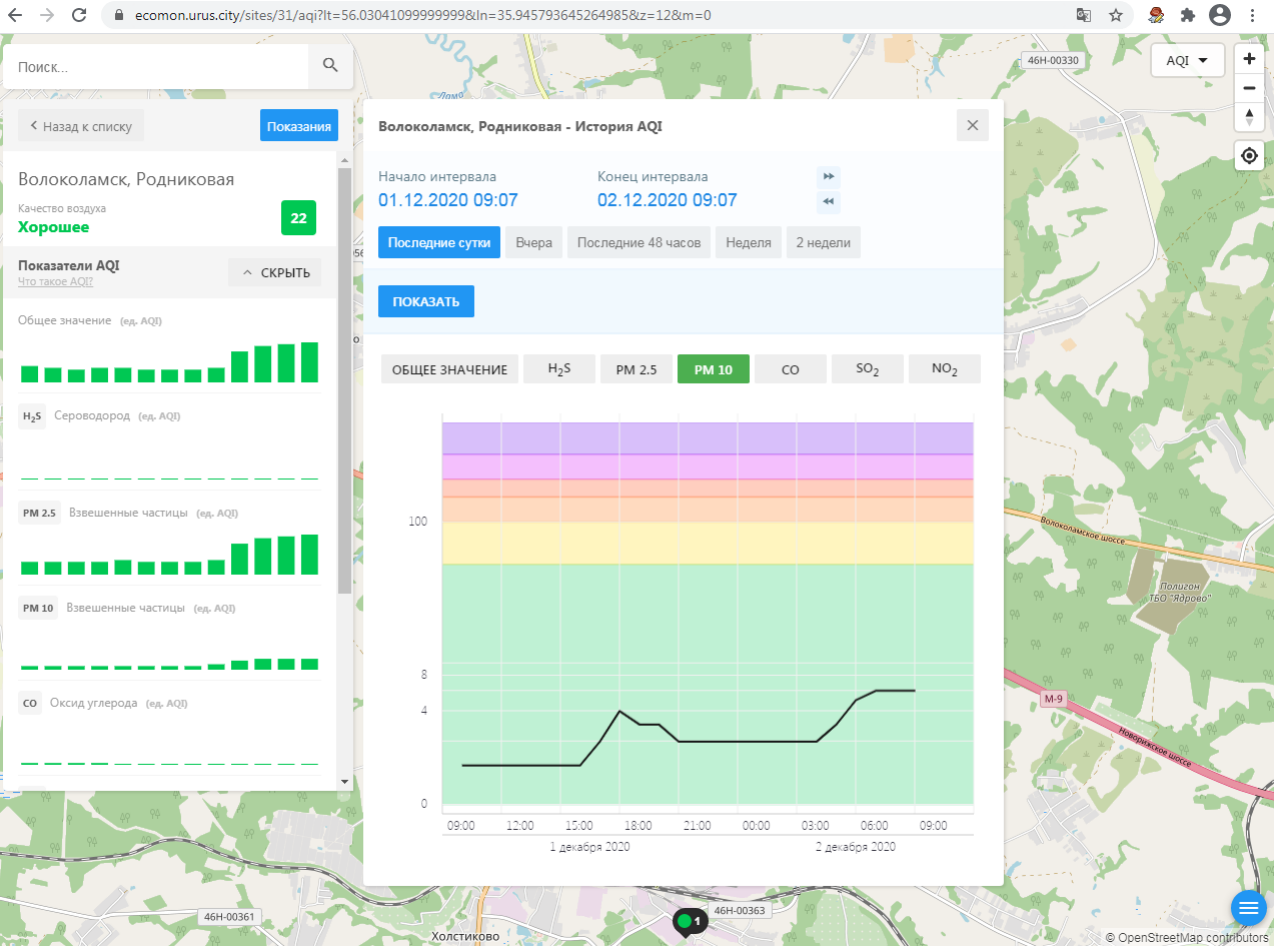 ecomon.urus.city/sites/31/aqi?lt=56.03041099999999&ln=35.945793645264985&z=12&m=0
Поиск...
46Н-00330
AQI
Назад к списку
Показания
Волоколамск, Родниковая - История AQI
Волоколамск, Родниковая
Качество воздуха
Хорошее
22
Начало интервала
Конец интервала
01.12.2020 09:07
02.12.2020 09:07
Последние сутки
Вчера
Последние 48 часов
Неделя
2 недели
Показатели AQI
Что такое AQI?
СКРЫТЬ
ПОКАЗАТЬ
Общее значение (ед. AQI)
ОБЩЕЕ ЗНАЧЕНИЕ
H2S
PM 2.5
PM 10
CO
SO2
NO2
H2S Сероводород (ед. AQI)
PM 2.5 Взвешенные частицы (ед. AQI)
PM 10 Взвешенные частицы (ед. AQI)
CO Оксид углерода (ед. AQI)
100
8
4
0
09:00 12:00 15:00 18:00 21:00 00:00 03:00 06:00 09:00
1 декабря 2020
2 декабря 2020
Волоколамское шоссе
Полигон
ТБО "Ядрово"
М-9
Новорижское шоссе
46Н-00361
1
46Н-00363
Холстиково
© OpenStreetMap contributors